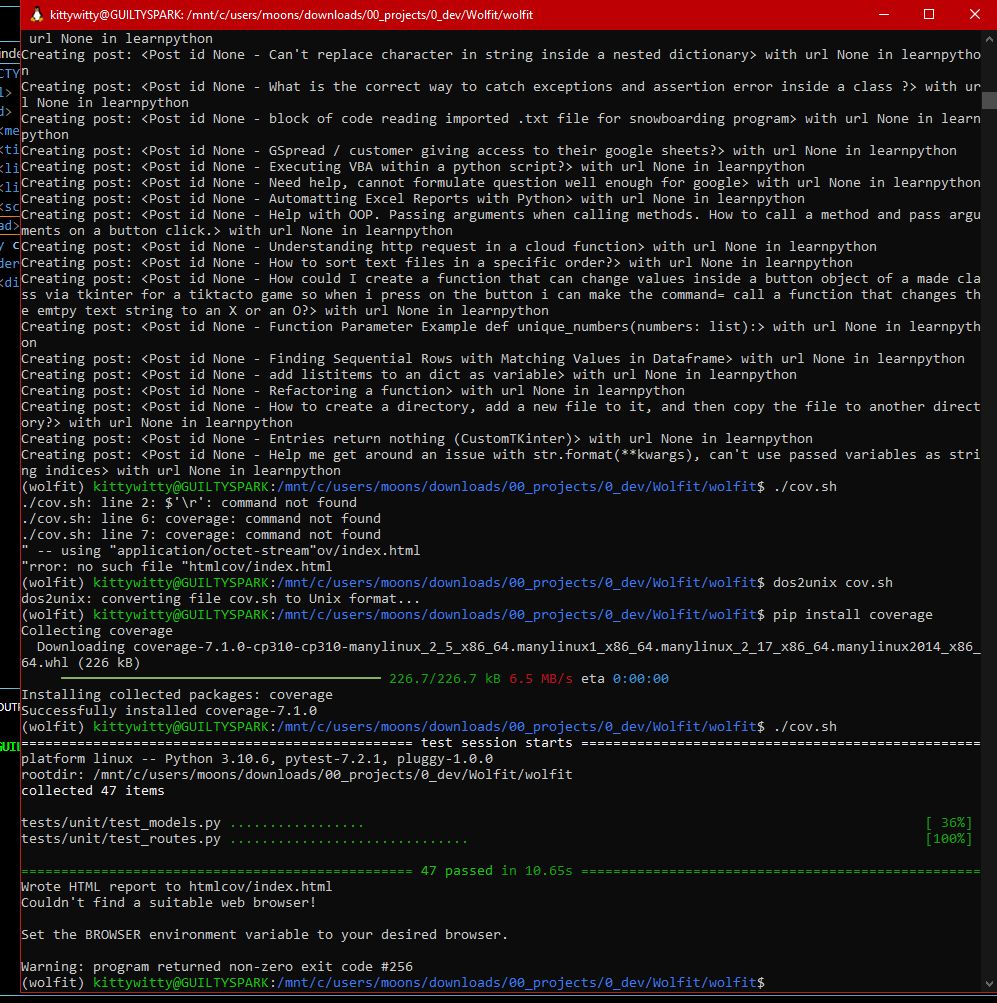 kittywitty@GUILTYSPARK: /mnt/c/users/moons/downloads/00_projects/0_dev/Wolfit/wolfit
url None in learnpython
Creating post: <Post id None - Can't replace character in string inside a nested dictionary> with url None in learnpytho
n
Creating post: <Post id None - What is the correct way to catch exceptions and assertion error inside a class ?> with ur
l None in learnpython
Creating post: <Post id None - block of code reading imported .txt file for snowboarding program> with url None in learn
python
Creating post: <Post id None - GSpread / customer giving access to their google sheets?> with url None in learnpython
Creating post: <Post id None - Executing VBA within a python script?> with url None in learnpython
Creating post: <Post id None - Need help, cannot formulate question well enough for google> with url None in learnpython
Creating post: <Post id None - Automatting Excel Reports with Python> with url None in learnpython
Creating post: <Post id None - Help with OOP. Passing arguments when calling methods. How to call a method and pass argu
ments on a button click.> with url None in learnpython
Creating post: <Post id None - Understanding http request in a cloud function> with url None in learnpython
Creating post: <Post id None - How to sort text files in a specific order?> with url None in learnpython
Creating post: <Post id None - How could I create a function that can change values inside a button object of a made cla
ss via tkinter for a tiktacto game so when i press on the button i can make the command= call a function that changes th
e emtpy text string to an X or an O?> with url None in learnpython
Creating post: <Post id None - Function Parameter Example def unique_numbers(numbers: list):> with url None in learnpyth
on
Creating post: <Post id None - Finding Sequential Rows with Matching Values in Dataframe> with url None in learnpython
Creating post: <Post id None - add listitems to an dict as variable> with url None in learnpython
Creating post: <Post id None - Refactoring a function> with url None in learnpython
Creating post: <Post id None - How to create a directory, add a new file to it, and then copy the file to another direct
ory?> with url None in learnpython
Creating post: <Post id None - Entries return nothing (CustomTKinter)> with url None in learnpython
Creating post: <Post id None - Help me get around an issue with str.format(**kwargs), can't use passed variables as stri
ng indices> with url None in learnpython
(wolfit) kittywitty@GUILTYSPARK:/mnt/c/users/moons/downloads/00_projects/0_dev/Wolfit/wolfit$ ./cov.sh
./cov.sh: line 2: $'\r': command not found
./cov.sh: line 6: coverage: command not found
./cov.sh: line 7: coverage: command not found
" -- using "application/octet-stream"ov/index.html
"rror: no such file "htmlcov/index.html
(wolfit) kittywitty@GUILTYSPARK:/mnt/c/users/moons/downloads/00_projects/0_dev/Wolfit/wolfit$ dos2unix cov.sh
dos2unix: converting file cov.sh to Unix format...
(wolfit) kittywitty@GUILTYSPARK:/mnt/c/users/moons/downloads/00_projects/0_dev/Wolfit/wolfit$ pip install coverage
Collecting coverage
Downloading coverage-7.1.0-cp310-cp310-manylinux_2_5_x86_64.manylinux1_x86_64.manylinux_2_17_x86_64.manylinux2014_x86_
64.whl (226 kB)
226.7/226.7 kB 6.5 MB/s eta 0:00:00
Installing collected packages: coverage
Successfully installed coverage-7.1.0
(wolfit) kittywitty@GUILTYSPARK:/mnt/c/users/moons/downloads/00_projects/0_dev/Wolfit/wolfit$ ./cov.sh
================================================= test session starts ==================================================
platform linux -- Python 3.10.6, pytest-7.2.1, pluggy-1.0.0
rootdir: /mnt/c/users/moons/downloads/00_projects/0_dev/Wolfit/wolfit
collected 47 items
tests/unit/test_models.py ................. [ 36%]
tests/unit/test_routes.py .............................. [100%]
================================================= 47 passed in 10.65s ==================================================
Wrote HTML report to htmlcov/index.html
Couldn't find a suitable web browser!
Set the BROWSER environment variable to your desired browser.
Warning: program returned non-zero exit code #256
(wolfit) kittywitty@GUILTYSPARK:/mnt/c/users/moons/downloads/00_projects/0_dev/Wolfit/wolfit$